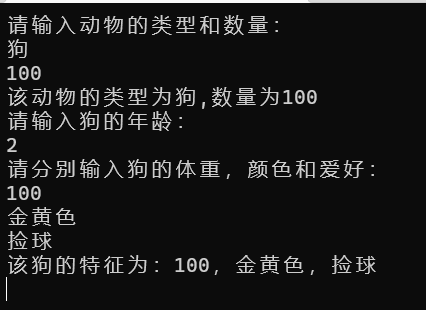 请输入动物的类型和数量：
狗
100
该动物的类型为狗,数量为100
请输入狗的年龄：
2
请分别输入狗的体重，颜色和爱好：
100
金黄色
捡球
该狗的特征为：100，金黄色，捡球